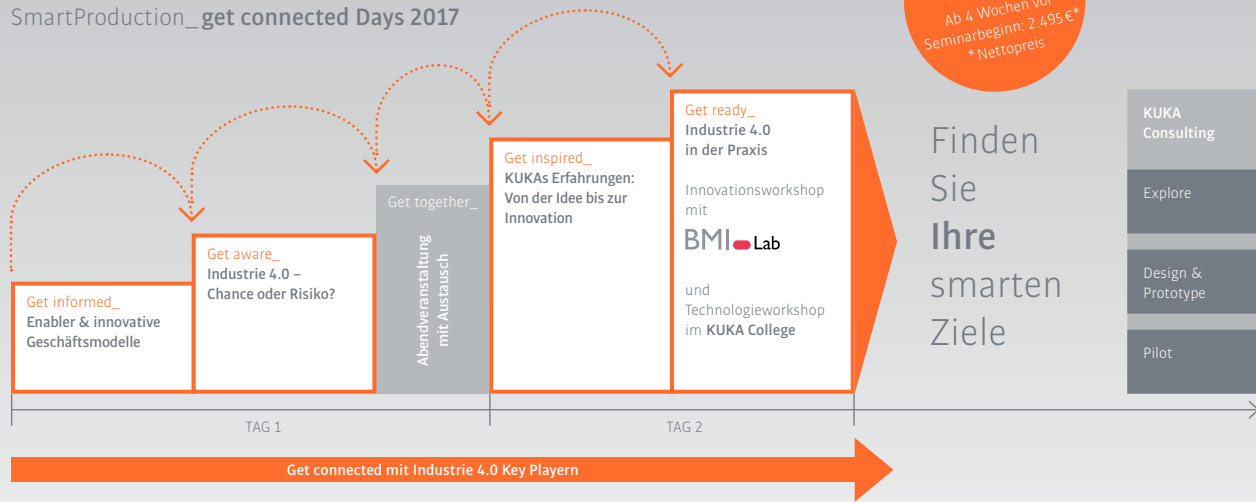 SmartProduction_get connected Days 2017
Ab 4 Wochen vor
Seminarbeginn: 2.495 €*
* Nettopreis
Get informed_
Enabler & innovative
Geschäftsmodelle
Get aware_
Industrie 4.0 –
Chance oder Risiko?
Get together_
Abendveranstaltung
mit Austausch
Get inspired_
KUKAs Erfahrungen:
Von der Idee bis zur
Innovation
Get ready_
Industrie 4.0
in der Praxis
Innovationsworkshop
mit
BMI Lab
und
Technologieworkshop
im KUKA College
Finden
Sie
Ihre
smarten
Ziele
KUKA
Consulting
Explore
Design &
Prototype
Pilot
TAG 1
TAG 2
Get connected mit Industrie 4.0 Key Playern